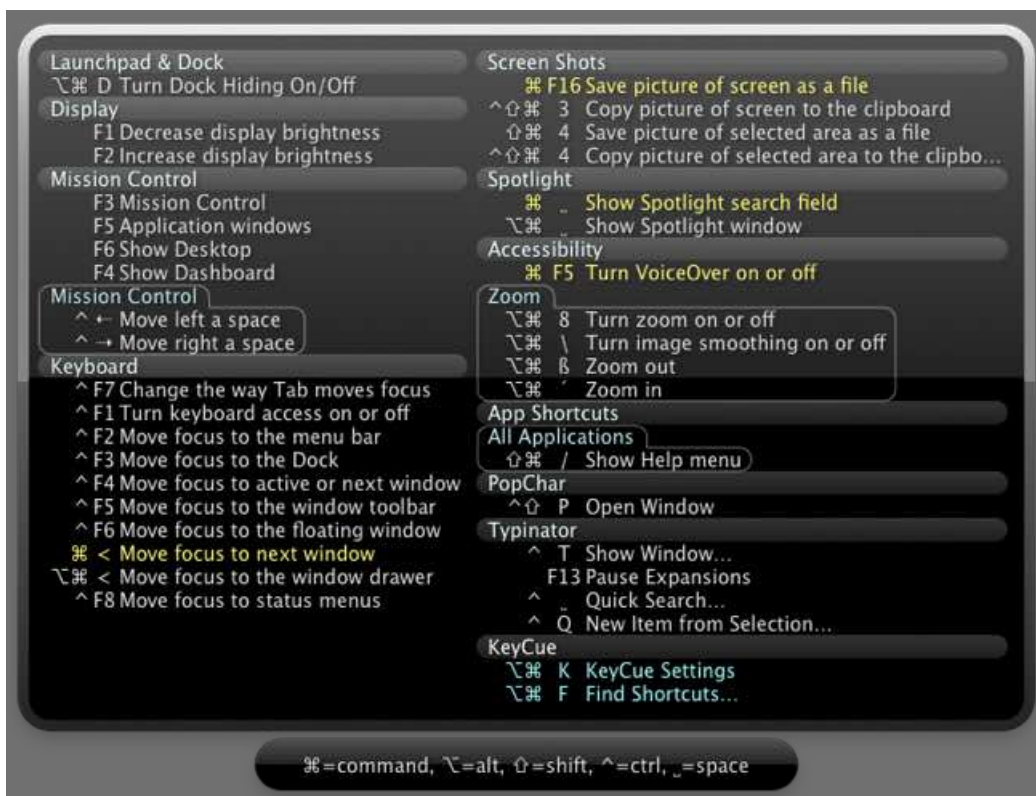 Launchpad & Dock
⌥⌘ D Turn Dock Hiding On/Off
Display
F1 Decrease display brightness
F2 Increase display brightness
Mission Control
F3 Mission Control
F5 Application windows
F6 Show Desktop
F4 Show Dashboard
Mission Control
^ ← Move left a space
^ → Move right a space
Keyboard
^ F7 Change the way Tab moves focus
^ F1 Turn keyboard access on or off
^ F2 Move focus to the menu bar
^ F3 Move focus to the Dock
^ F4 Move focus to active or next window
^ F5 Move focus to the window toolbar
^ F6 Move focus to the floating window
⌘ < Move focus to next window
⌥⌘ < Move focus to the window drawer
^ F8 Move focus to status menus
Screen Shots
⌘ F16 Save picture of screen as a file
^⇧⌘ 3 Copy picture of screen to the clipboard
⇧⌘ 4 Save picture of selected area as a file
^⇧⌘ 4 Copy picture of selected area to the clipbo...
Spotlight
⌘ ␣ Show Spotlight search field
⌥⌘ ␣ Show Spotlight window
Accessibility
⌘ F5 Turn VoiceOver on or off
Zoom
⌥⌘ 8 Turn zoom on or off
⌥⌘ \ Turn image smoothing on or off
⌥⌘ ß Zoom out
⌥⌘ ´ Zoom in
App Shortcuts
All Applications
⇧⌘ / Show Help menu
PopChar
^⇧ P Open Window
Typinator
^ T Show Window...
F13 Pause Expansions
^ ␣ Quick Search...
^ Q New Item from Selection...
KeyCue
⌥⌘ K KeyCue Settings
⌥⌘ F Find Shortcuts...
⌘=command, ⌥=alt, ⇧=shift, ^=ctrl, ␣=space